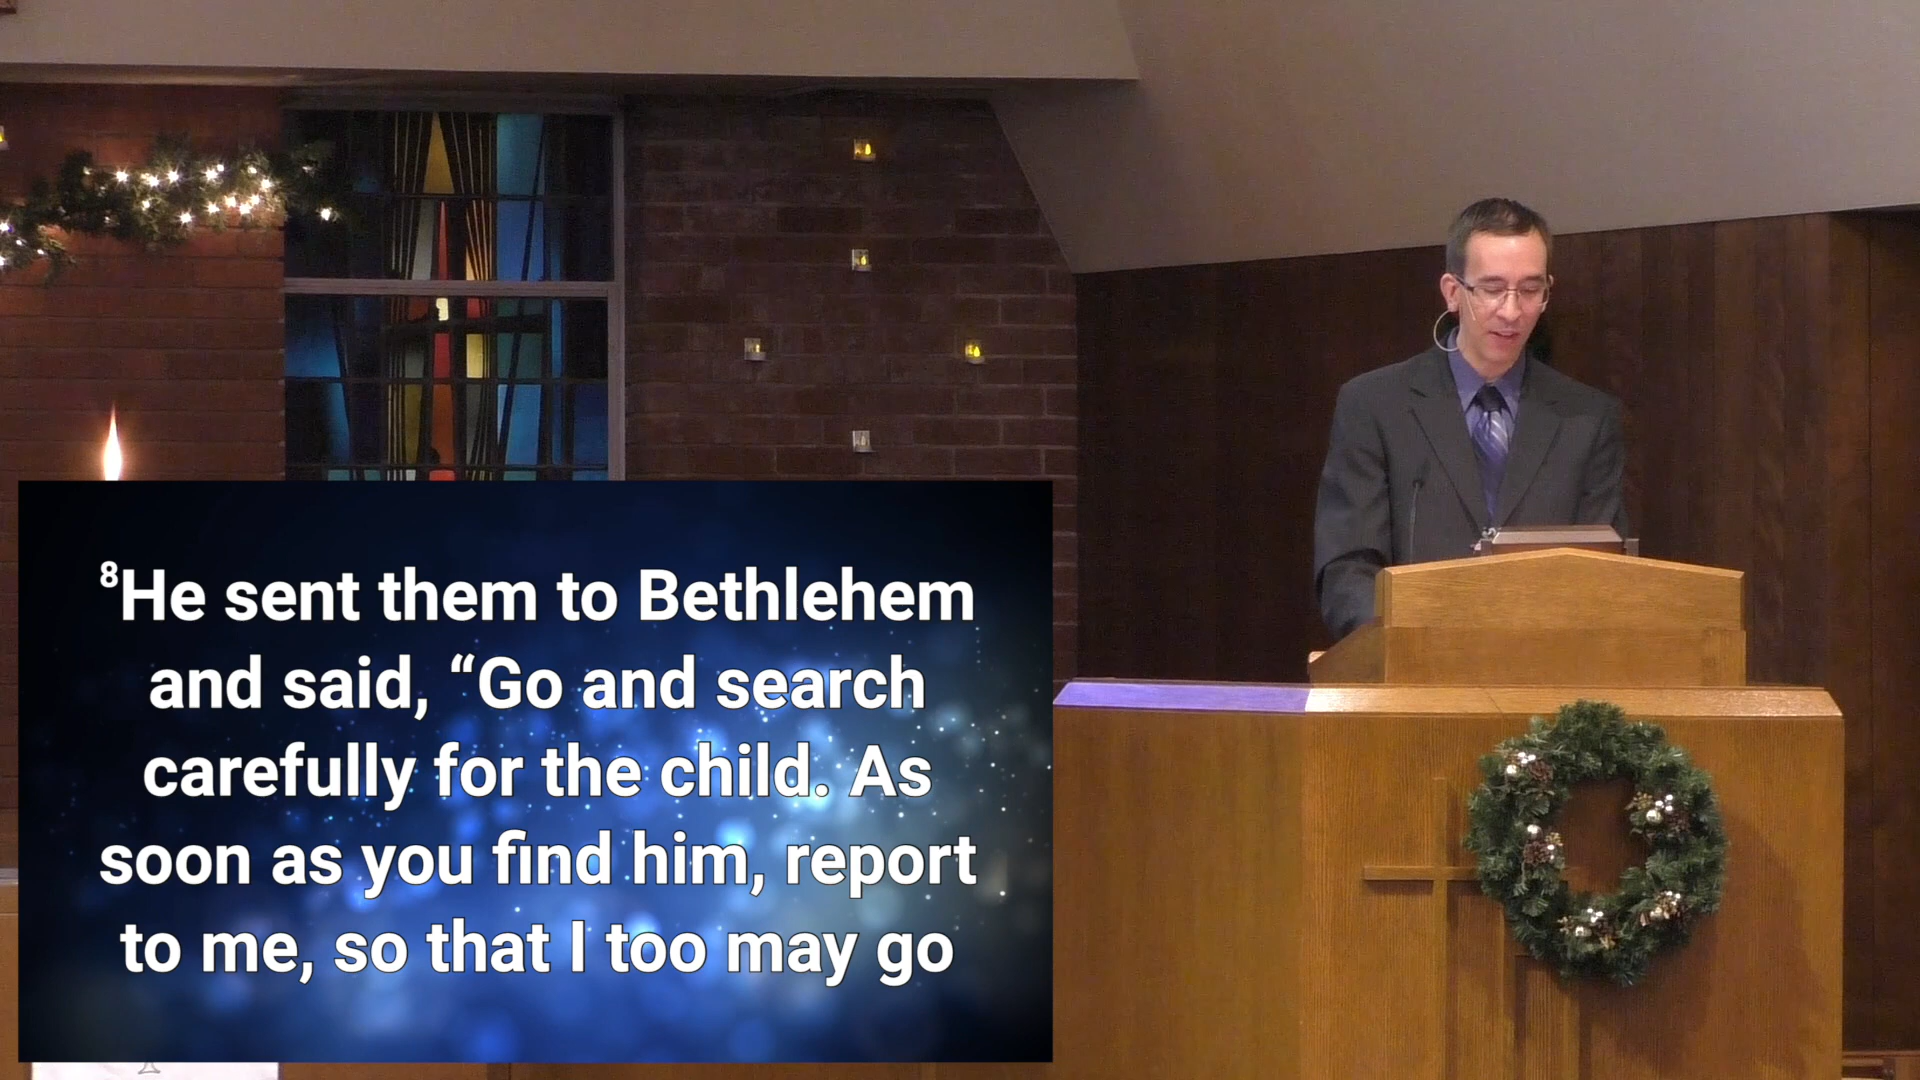 ⁸He sent them to Bethlehem
and said, “Go and search
carefully for the child. As
soon as you find him, report
to me, so that I too may go